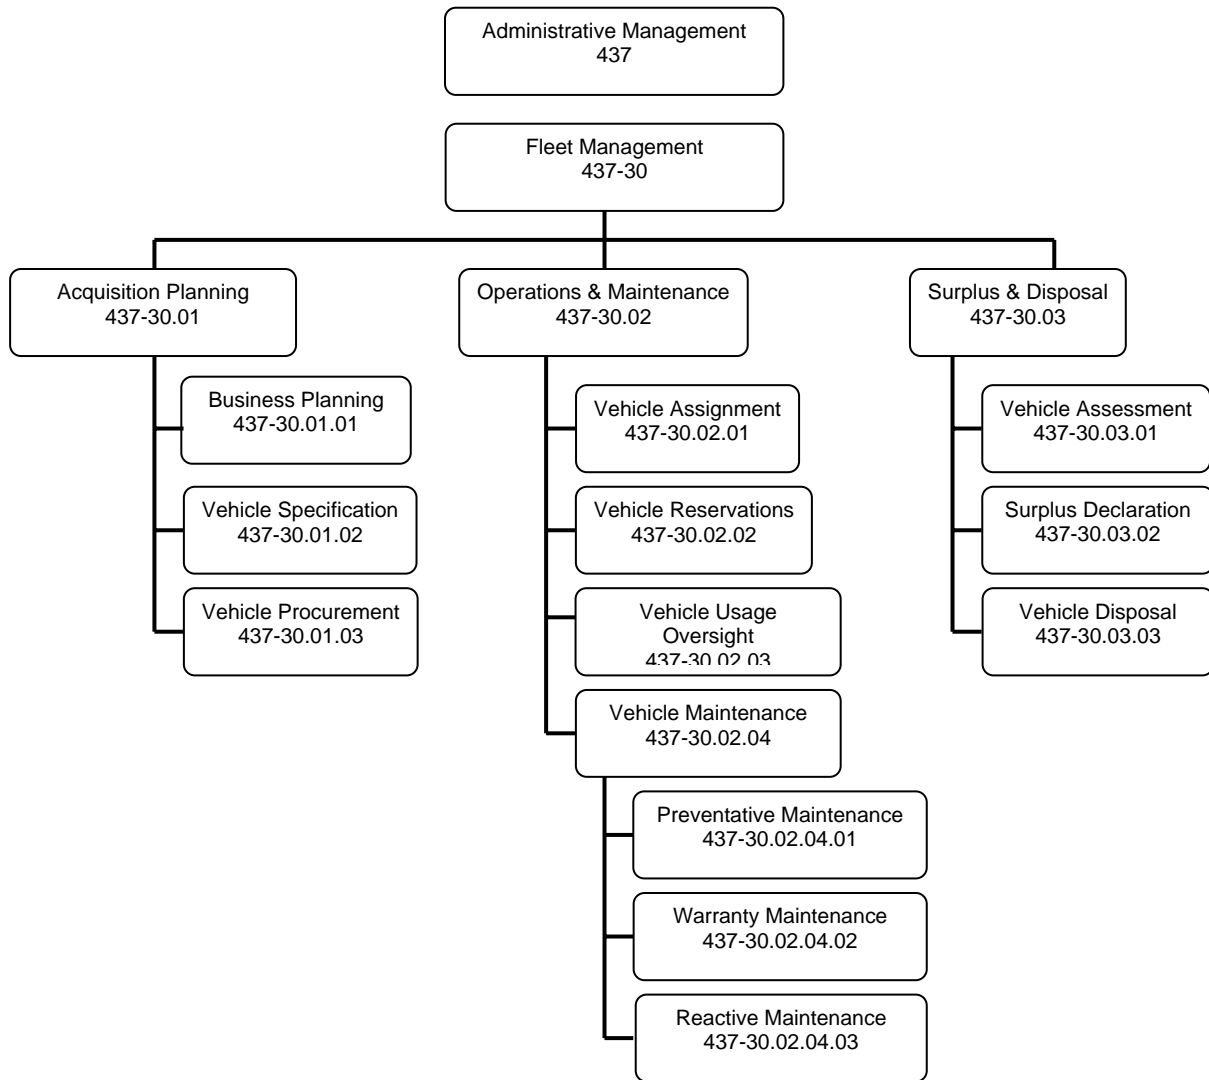 Administrative Management
437
Fleet Management
437-30
Acquisition Planning
437-30.01
Business Planning
437-30.01.01
Vehicle Specification
437-30.01.02
Vehicle Procurement
437-30.01.03
Operations & Maintenance
437-30.02
Vehicle Assignment
437-30.02.01
Vehicle Reservations
437-30.02.02
Vehicle Usage
Oversight
437-30.02.03
Vehicle Maintenance
437-30.02.04
Preventative Maintenance
437-30.02.04.01
Warranty Maintenance
437-30.02.04.02
Reactive Maintenance
437-30.02.04.03
Surplus & Disposal
437-30.03
Vehicle Assessment
437-30.03.01
Surplus Declaration
437-30.03.02
Vehicle Disposal
437-30.03.03